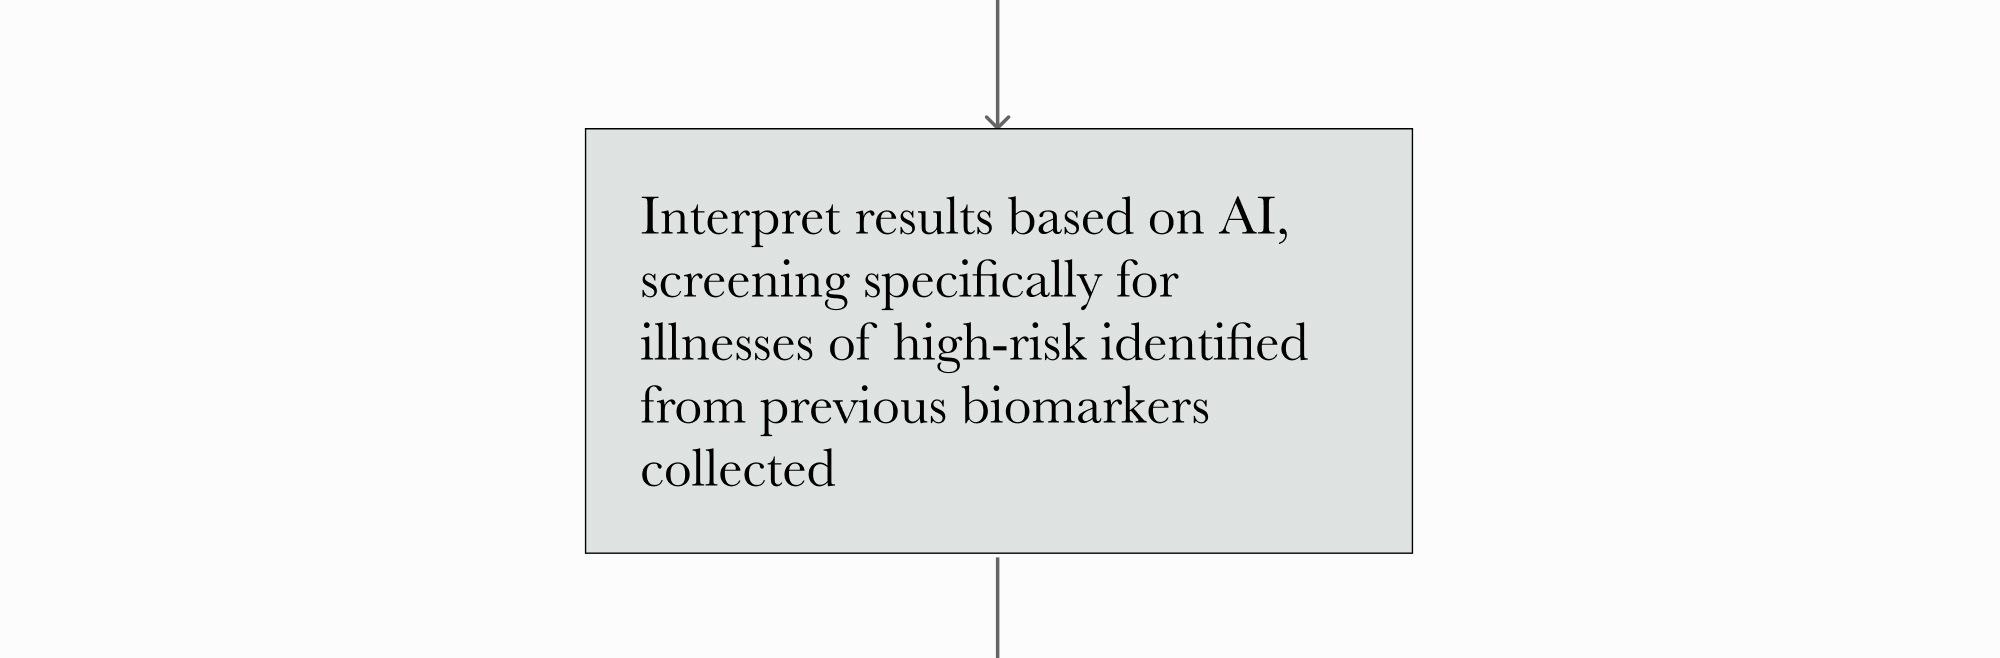 Interpret results based on AI,
screening specifically for
illnesses of high-risk identified
from previous biomarkers
collected